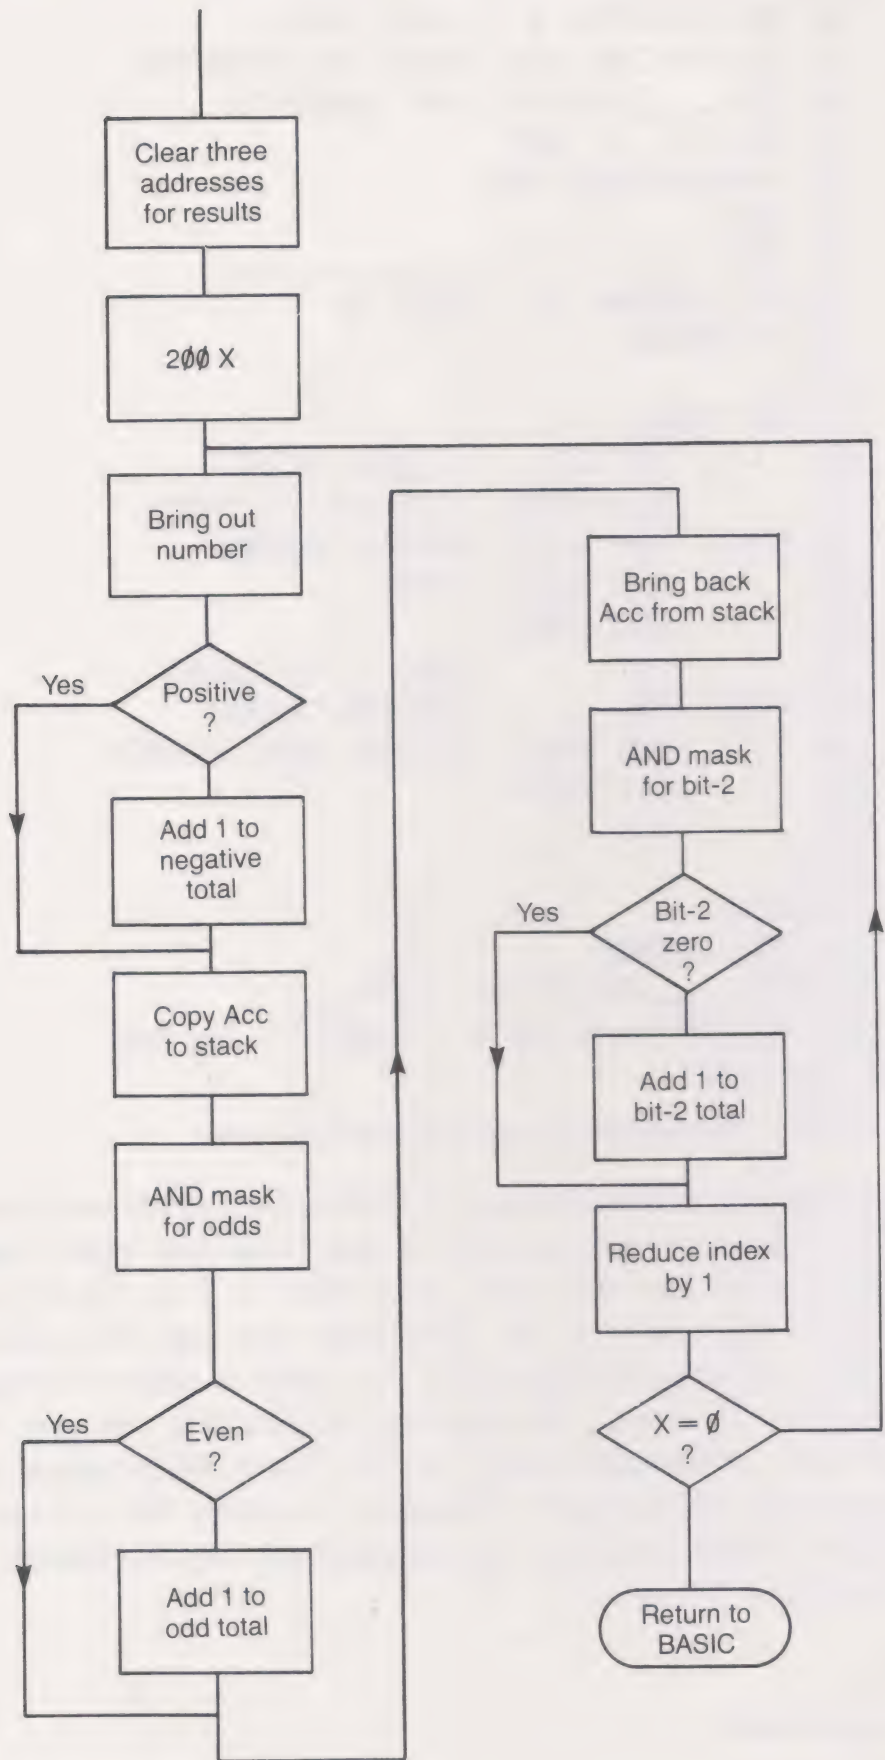 Clear three
addresses
for results
2ØØ X
Bring out
number
Positive
?
Yes
Add 1 to
negative
total
Copy Acc
to stack
AND mask
for odds
Even
?
Yes
Add 1 to
odd total
Bring back
Acc from stack
AND mask
for bit-2
Bit-2
zero
?
Yes
Add 1 to
bit-2 total
Reduce index
by 1
X = Ø
?
Return to
BASIC